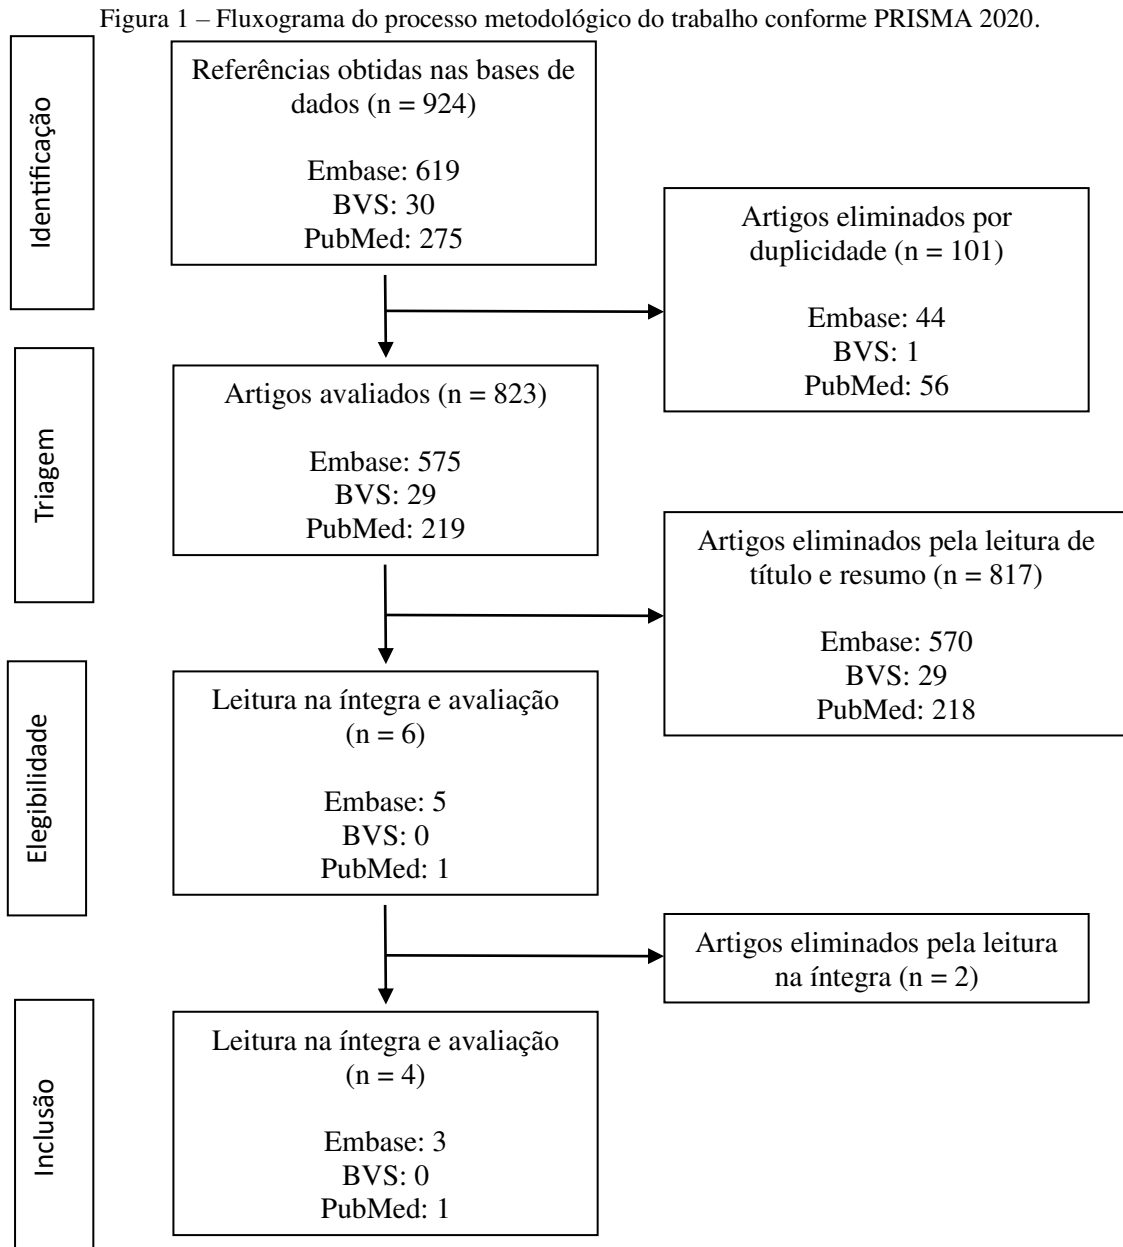 Figura 1 – Fluxograma do processo metodológico do trabalho conforme PRISMA 2020.
Identificação
Referências obtidas nas bases de
dados (n = 924)
Embase: 619
BVS: 30
PubMed: 275
Artigos eliminados por
duplicidade (n = 101)
Embase: 44
BVS: 1
PubMed: 56
Triagem
Artigos avaliados (n = 823)
Embase: 575
BVS: 29
PubMed: 219
Artigos eliminados pela leitura de
título e resumo (n = 817)
Embase: 570
BVS: 29
PubMed: 218
Elegibilidade
Leitura na íntegra e avaliação
(n = 6)
Embase: 5
BVS: 0
PubMed: 1
Artigos eliminados pela leitura
na íntegra (n = 2)
Inclusão
Leitura na íntegra e avaliação
(n = 4)
Embase: 3
BVS: 0
PubMed: 1